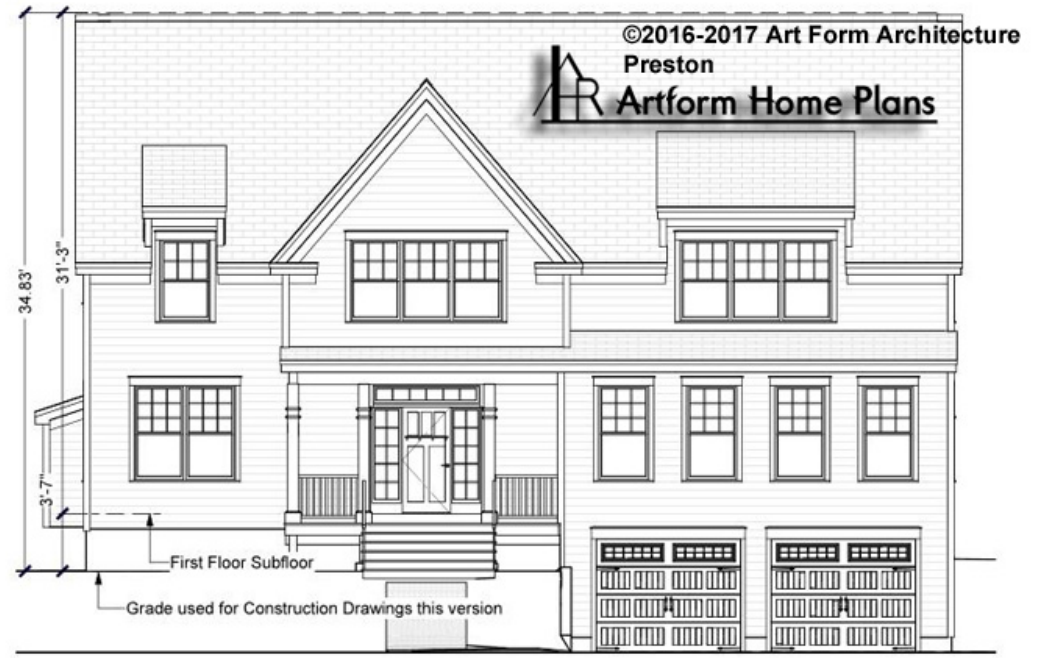 ©2016-2017 Art Form Architecture
Preston
Artform Home Plans
34.83'
31'-3"
3'-7"
First Floor Subfloor
Grade used for Construction Drawings this version